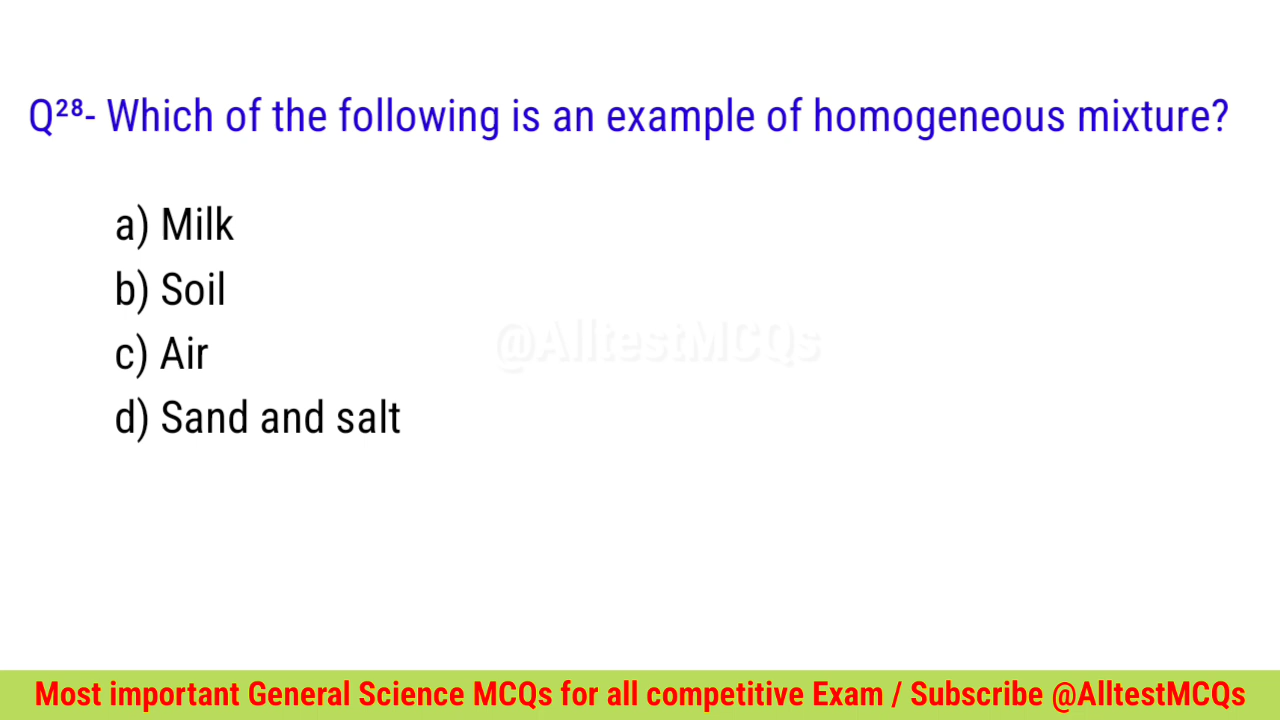 Q²⁸- Which of the following is an example of homogeneous mixture?
a) Milk
b) Soil
c) Air
@AlltestMCQs
d) Sand and salt
Most important General Science MCQs for all competitive Exam / Subscribe @AlltestMCQs